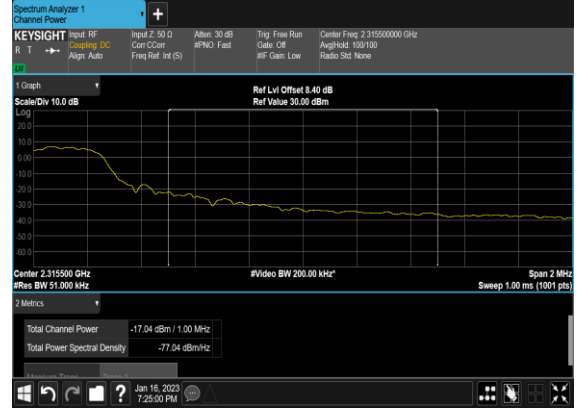 Spectrum Analyzer 1
Channel Power
+
KEYSIGHT
R T
LXI
Input: RF
Coupling: DC
Align: Auto
Input Z: 50 Ω
Corr CCorr
Freq Ref: Int (S)
Atten: 30 dB
#PNO: Fast
Trig: Free Run
Gate: Off
#IF Gain: Low
Center Freq: 2.315500000 GHz
Avg|Hold: 100/100
Radio Std: None
1 Graph
Scale/Div 10.0 dB
Ref Lvl Offset 8.40 dB
Ref Value 30.00 dBm
Log
20.0
10.0
0.00
-10.0
-20.0
-30.0
-40.0
-50.0
-60.0
Center 2.315500 GHz
#Res BW 51.000 kHz
#Video BW 200.00 kHz*
Span 2 MHz
Sweep 1.00 ms (1001 pts)
2 Metrics
Total Channel Power -17.04 dBm / 1.00 MHz
Total Power Spectral Density -77.04 dBm/Hz
?
Jan 16, 2023
7:25:00 PM